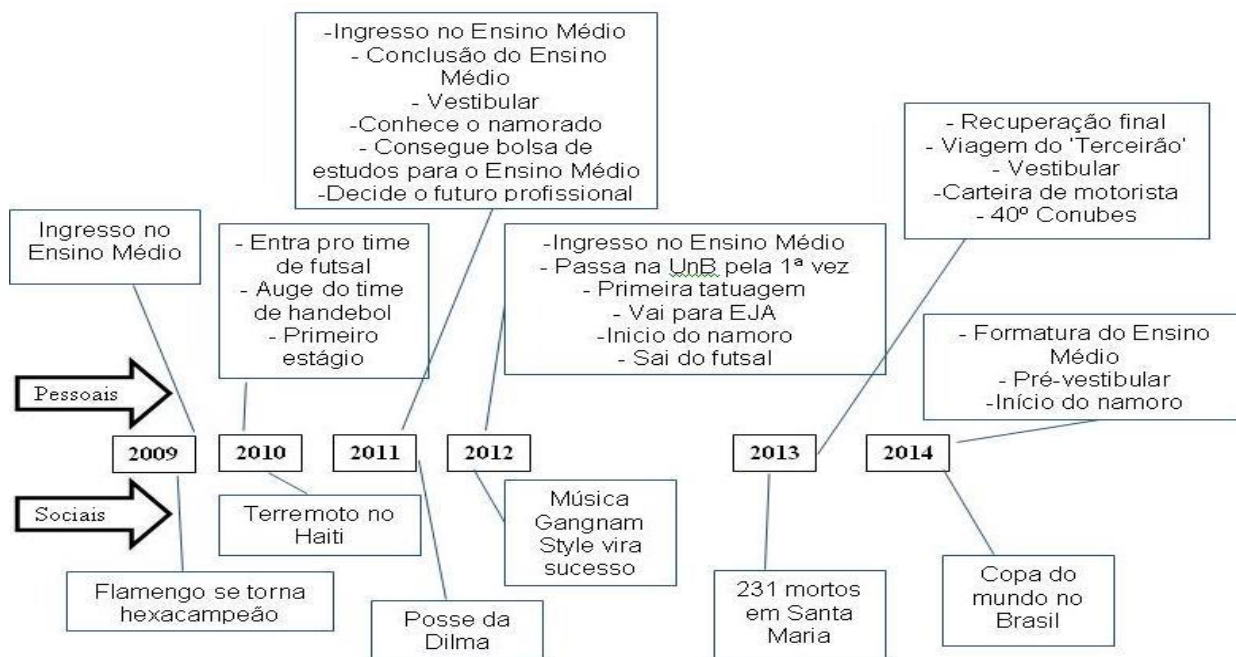 -Ingresso no Ensino Médio
- Conclusão do Ensino
Médio
- Vestibular
-Conhece o namorado
- Consegue bolsa de
estudos para o Ensino Médio
-Decide o futuro profissional
- Recuperação final
- Viagem do 'Terceirão'
- Vestibular
-Carteira de motorista
- 40º Conubes
Ingresso no
Ensino Médio
- Entra pro time
de futsal
- Auge do time
de handebol
- Primeiro
estágio
-Ingresso no Ensino Médio
- Passa na UnB pela 1ª vez
- Primeira tatuagem
- Vai para EJA
-Inicio do namoro
- Sai do futsal
- Formatura do Ensino
Médio
- Pré-vestibular
-Início do namoro
Pessoais
2009
2010
2011
2012
2013
2014
Sociais
Terremoto no
Haiti
Música
Gangnam
Style vira
sucesso
Flamengo se torna
hexacampeão
Posse da
Dilma
231 mortos
em Santa
Maria
Copa do
mundo no
Brasil